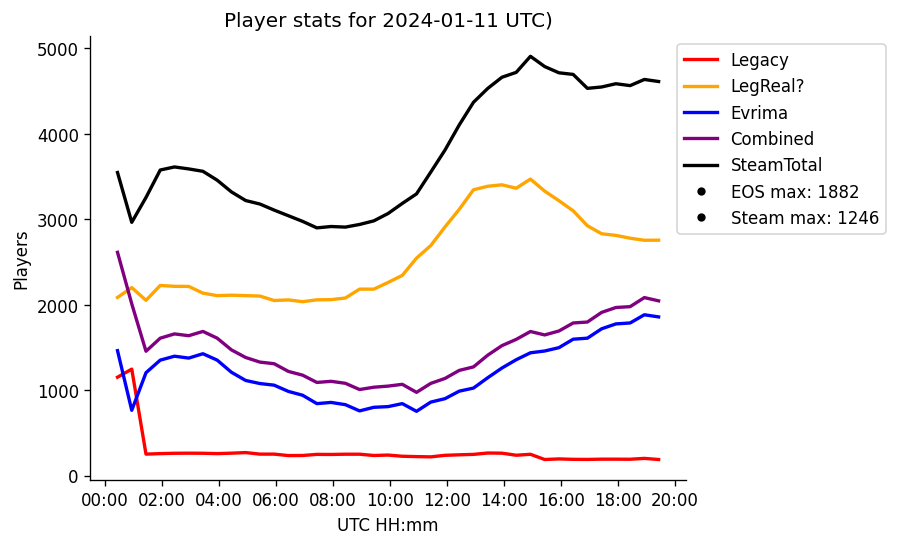 Player stats for 2024-01-11 UTC)
5000
4000
3000
2000
1000
0
Players
00:00 02:00 04:00 06:00 08:00 10:00 12:00 14:00 16:00 18:00 20:00
UTC HH:mm
Legacy
LegReal?
Evrima
Combined
SteamTotal
EOS max: 1882
Steam max: 1246